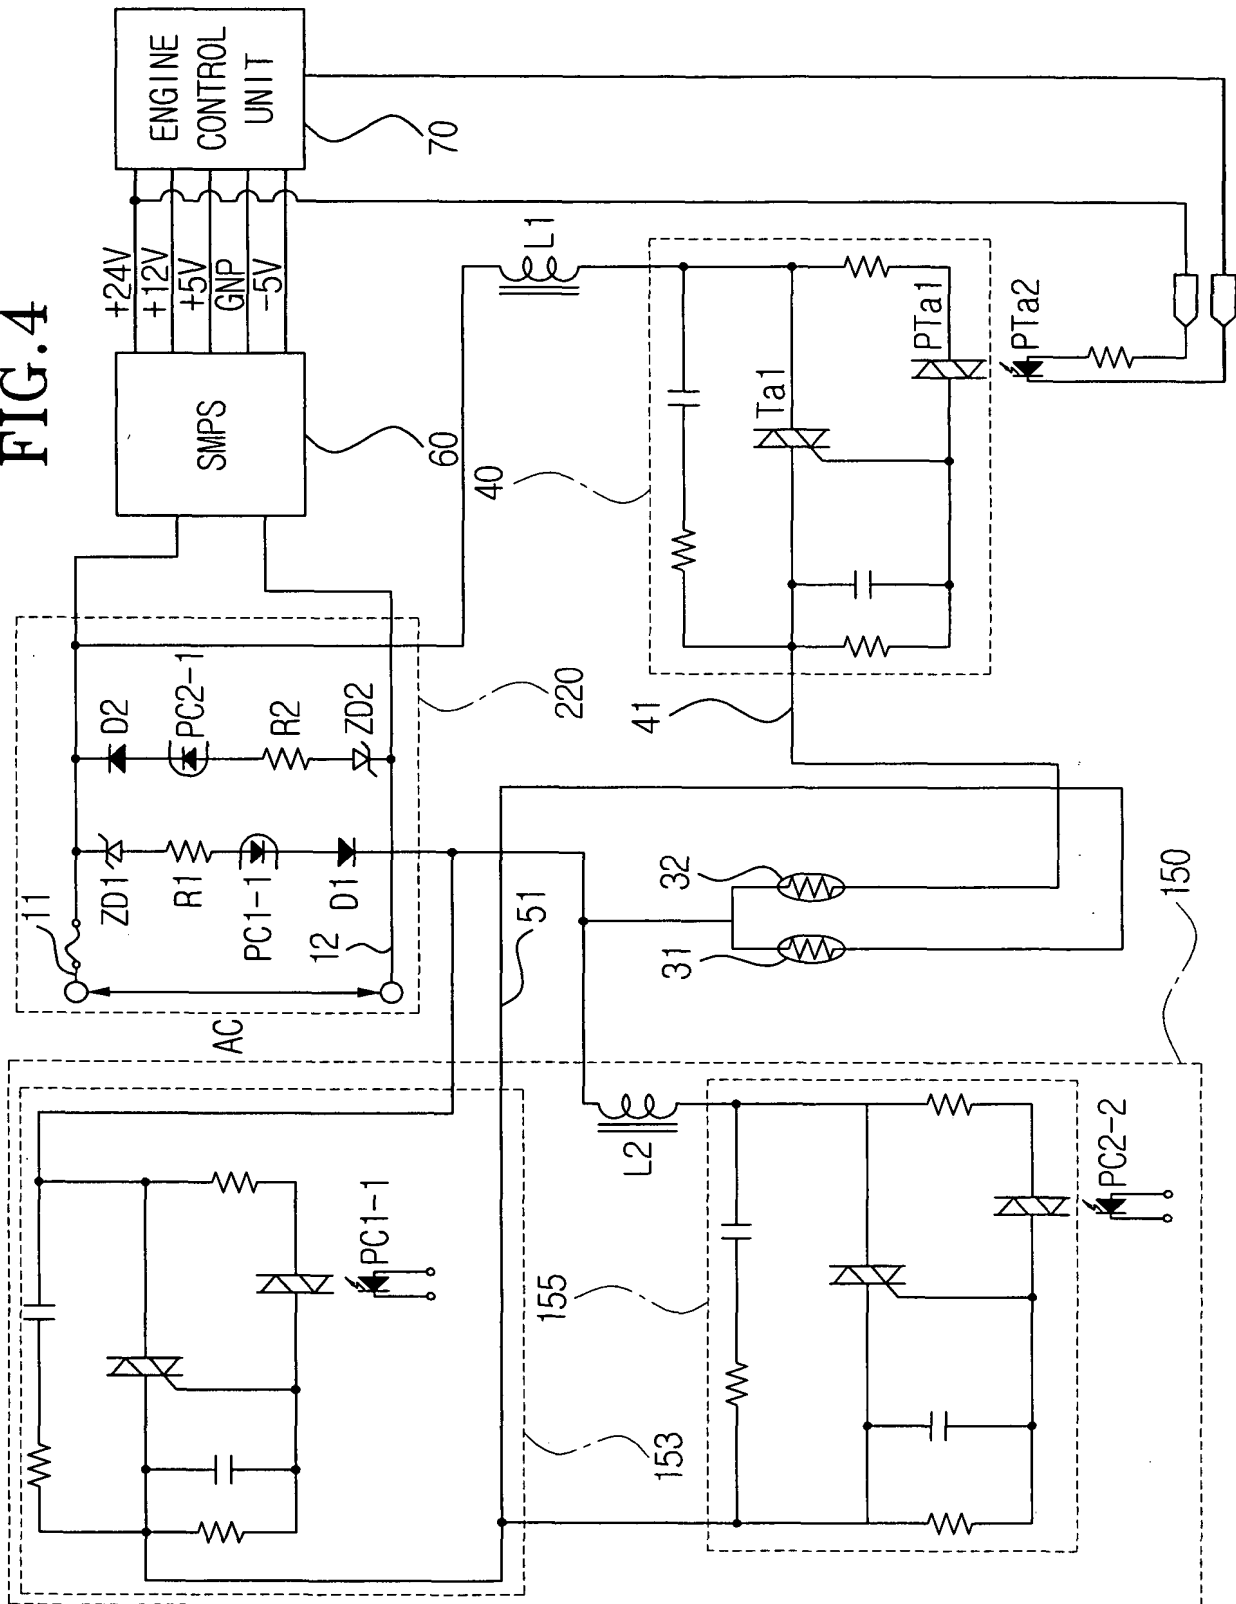 FIG.4
ENGINE
CONTROL
UNIT
70
+24V
+12V
+5V
GNP
-5V
SMPS
60
L1
40
Ta1
PTa1
PTa2
41
220
D2
PC2-1
R2
ZD2
11
ZD1
R1
PC1-1
D1
12
AC
51
32
31
150
L2
PC1-1
153
155
PC2-2